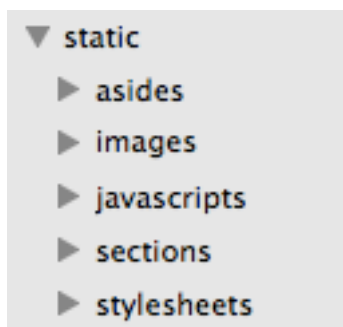 static
asides
images
javascripts
sections
stylesheets